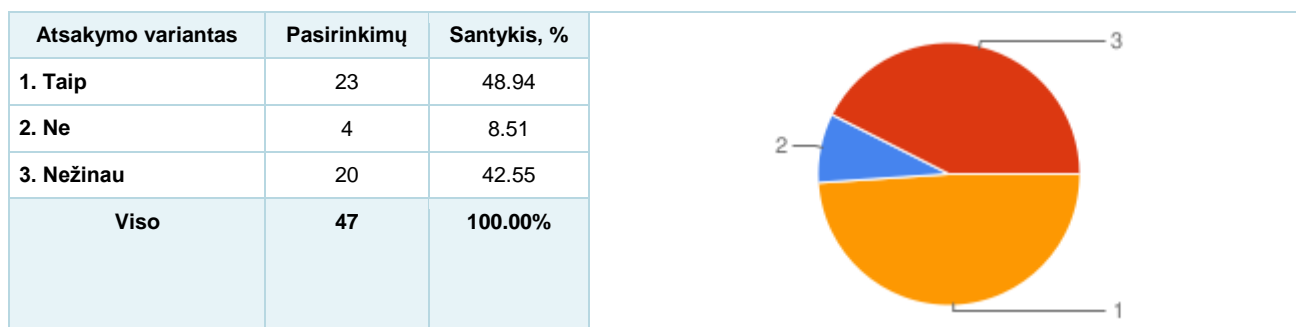 Atsakymo variantas Pasirinkimų Santykis, %
1. Taip 23 48.94
2. Ne 4 8.51
3. Nežinau 20 42.55
Viso 47 100.00%
3
2
1